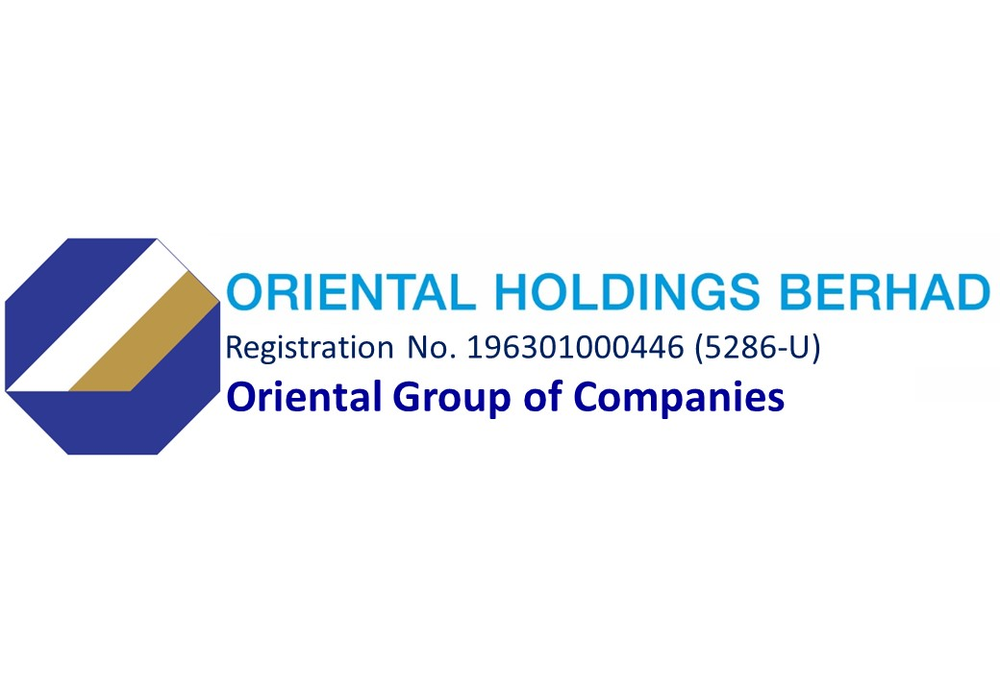 ORIENTAL HOLDINGS BERHAD
Registration No. 196301000446 (5286-U)
Oriental Group of Companies